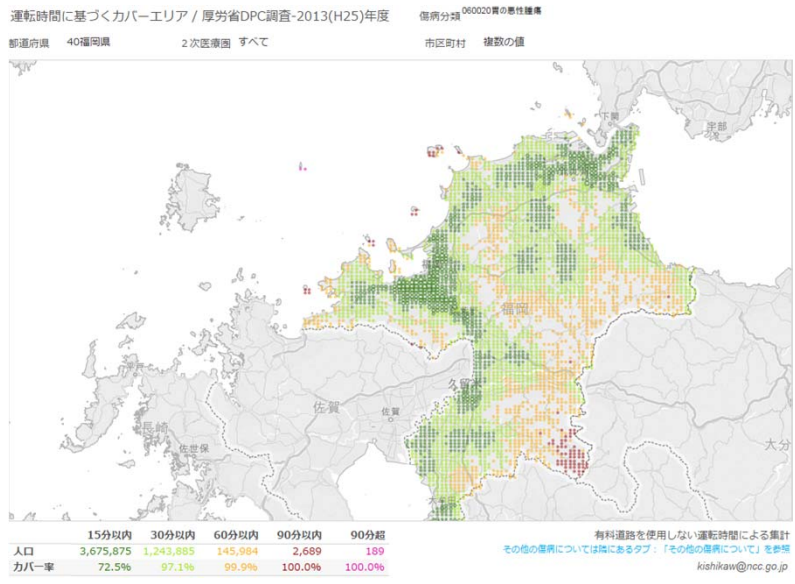 運転時間に基づくカバーエリア / 厚労省DPC調査-2013(H25)年度
傷病分類 060020胃の悪性腫瘍
都道府県 40福岡県
2次医療圏 すべて
市区町村 複数の値
下関
宇部
福岡
久留米
佐賀
佐賀
長崎
佐世保
大分
15分以内 30分以内 60分以内 90分以内 90分超
人口 3,675,875 1,243,885 145,984 2,689 189
カバー率 72.5% 97.1% 99.9% 100.0% 100.0%
有料道路を使用しない運転時間による集計
その他の傷病については隣にあるタブ：「その他の傷病について」を参照
kishikaw@ncc.go.jp